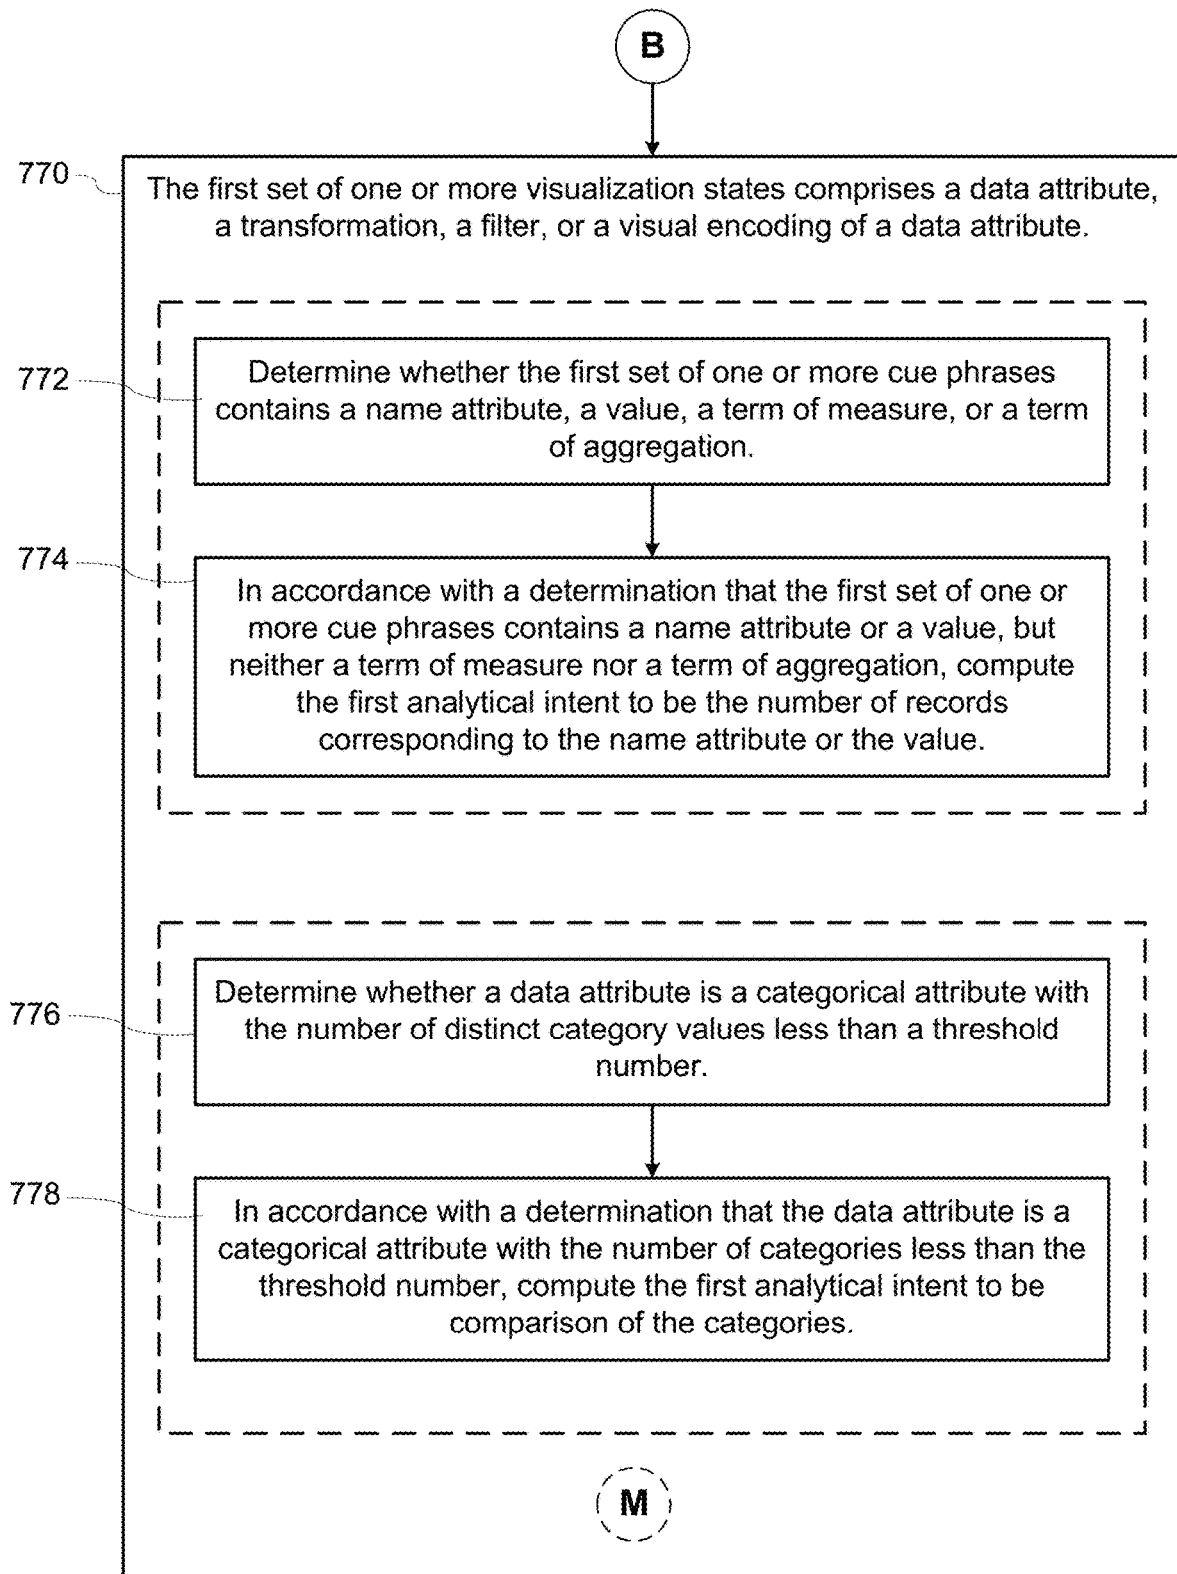 B
770
The first set of one or more visualization states comprises a data attribute,
a transformation, a filter, or a visual encoding of a data attribute.
772
Determine whether the first set of one or more cue phrases
contains a name attribute, a value, a term of measure, or a term
of aggregation.
774
In accordance with a determination that the first set of one or
more cue phrases contains a name attribute or a value, but
neither a term of measure nor a term of aggregation, compute
the first analytical intent to be the number of records
corresponding to the name attribute or the value.
776
Determine whether a data attribute is a categorical attribute with
the number of distinct category values less than a threshold
number.
778
In accordance with a determination that the data attribute is a
categorical attribute with the number of categories less than the
threshold number, compute the first analytical intent to be
comparison of the categories.
M